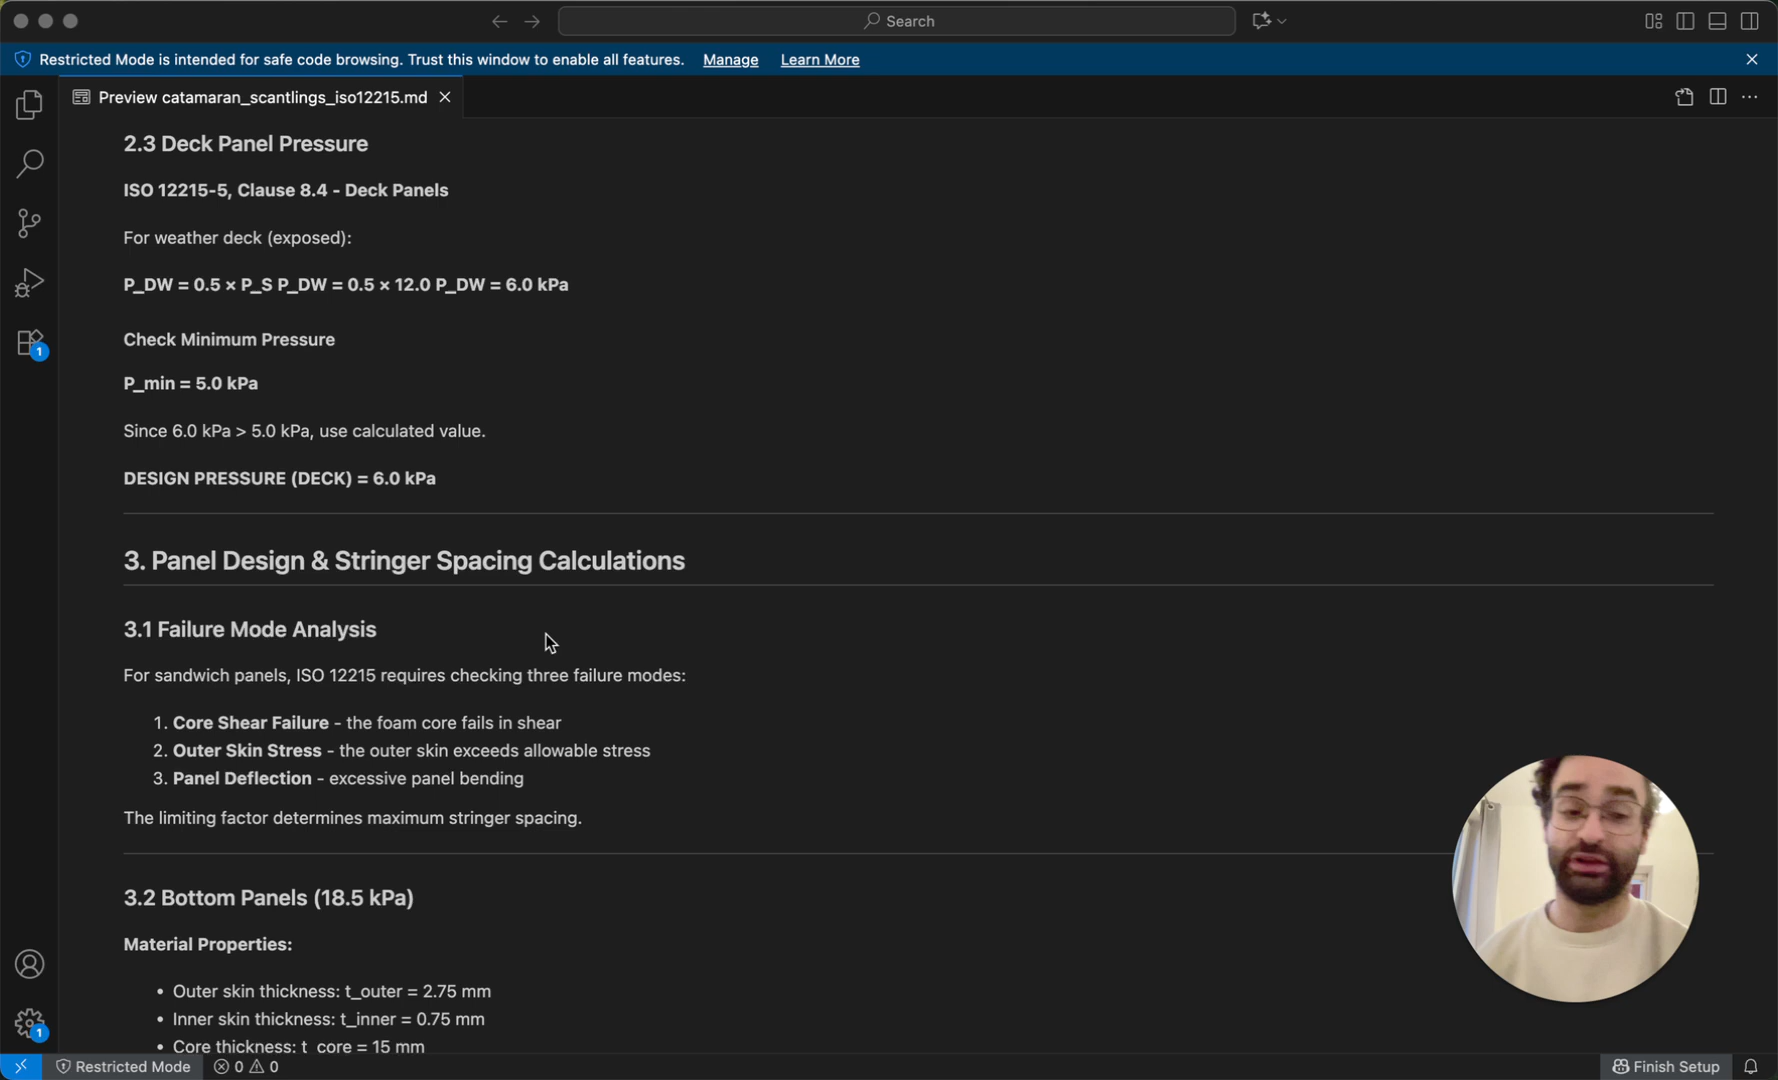 Search
Restricted Mode is intended for safe code browsing. Trust this window to enable all features. Manage Learn More
Preview catamaran_scantlings_iso12215.md
2.3 Deck Panel Pressure
ISO 12215-5, Clause 8.4 - Deck Panels
For weather deck (exposed):
P_DW = 0.5 × P_S P_DW = 0.5 × 12.0 P_DW = 6.0 kPa
Check Minimum Pressure
P_min = 5.0 kPa
Since 6.0 kPa > 5.0 kPa, use calculated value.
DESIGN PRESSURE (DECK) = 6.0 kPa
3. Panel Design & Stringer Spacing Calculations
3.1 Failure Mode Analysis
For sandwich panels, ISO 12215 requires checking three failure modes:
1. Core Shear Failure - the foam core fails in shear
2. Outer Skin Stress - the outer skin exceeds allowable stress
3. Panel Deflection - excessive panel bending
The limiting factor determines maximum stringer spacing.
3.2 Bottom Panels (18.5 kPa)
Material Properties:
• Outer skin thickness: t_outer = 2.75 mm
• Inner skin thickness: t_inner = 0.75 mm
• Core thickness: t_core = 15 mm
1
1
Restricted Mode 0 0 Finish Setup